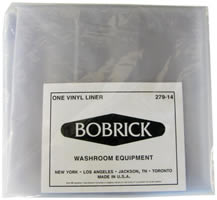 ONE VINYL LINER 279-14
BOBRICK
WASHROOM EQUIPMENT
NEW YORK • LOS ANGELES • JACKSON, TN • TORONTO
MADE IN U.S.A.